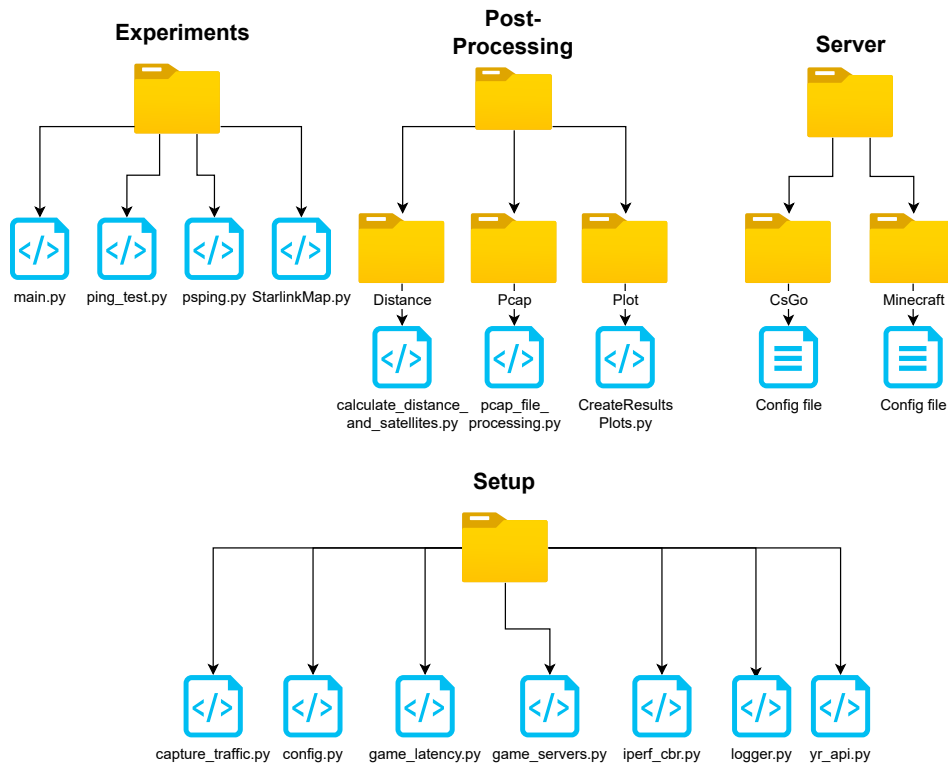 Experiments
Post-
Processing
Server
main.py
ping_test.py
psping.py
StarlinkMap.py
Distance
Pcap
Plot
CsGo
Minecraft
calculate_distance_
and_satellites.py
pcap_file_
processing.py
CreateResults
Plots.py
Config file
Config file
Setup
capture_traffic.py
config.py
game_latency.py
game_servers.py
iperf_cbr.py
logger.py
yr_api.py